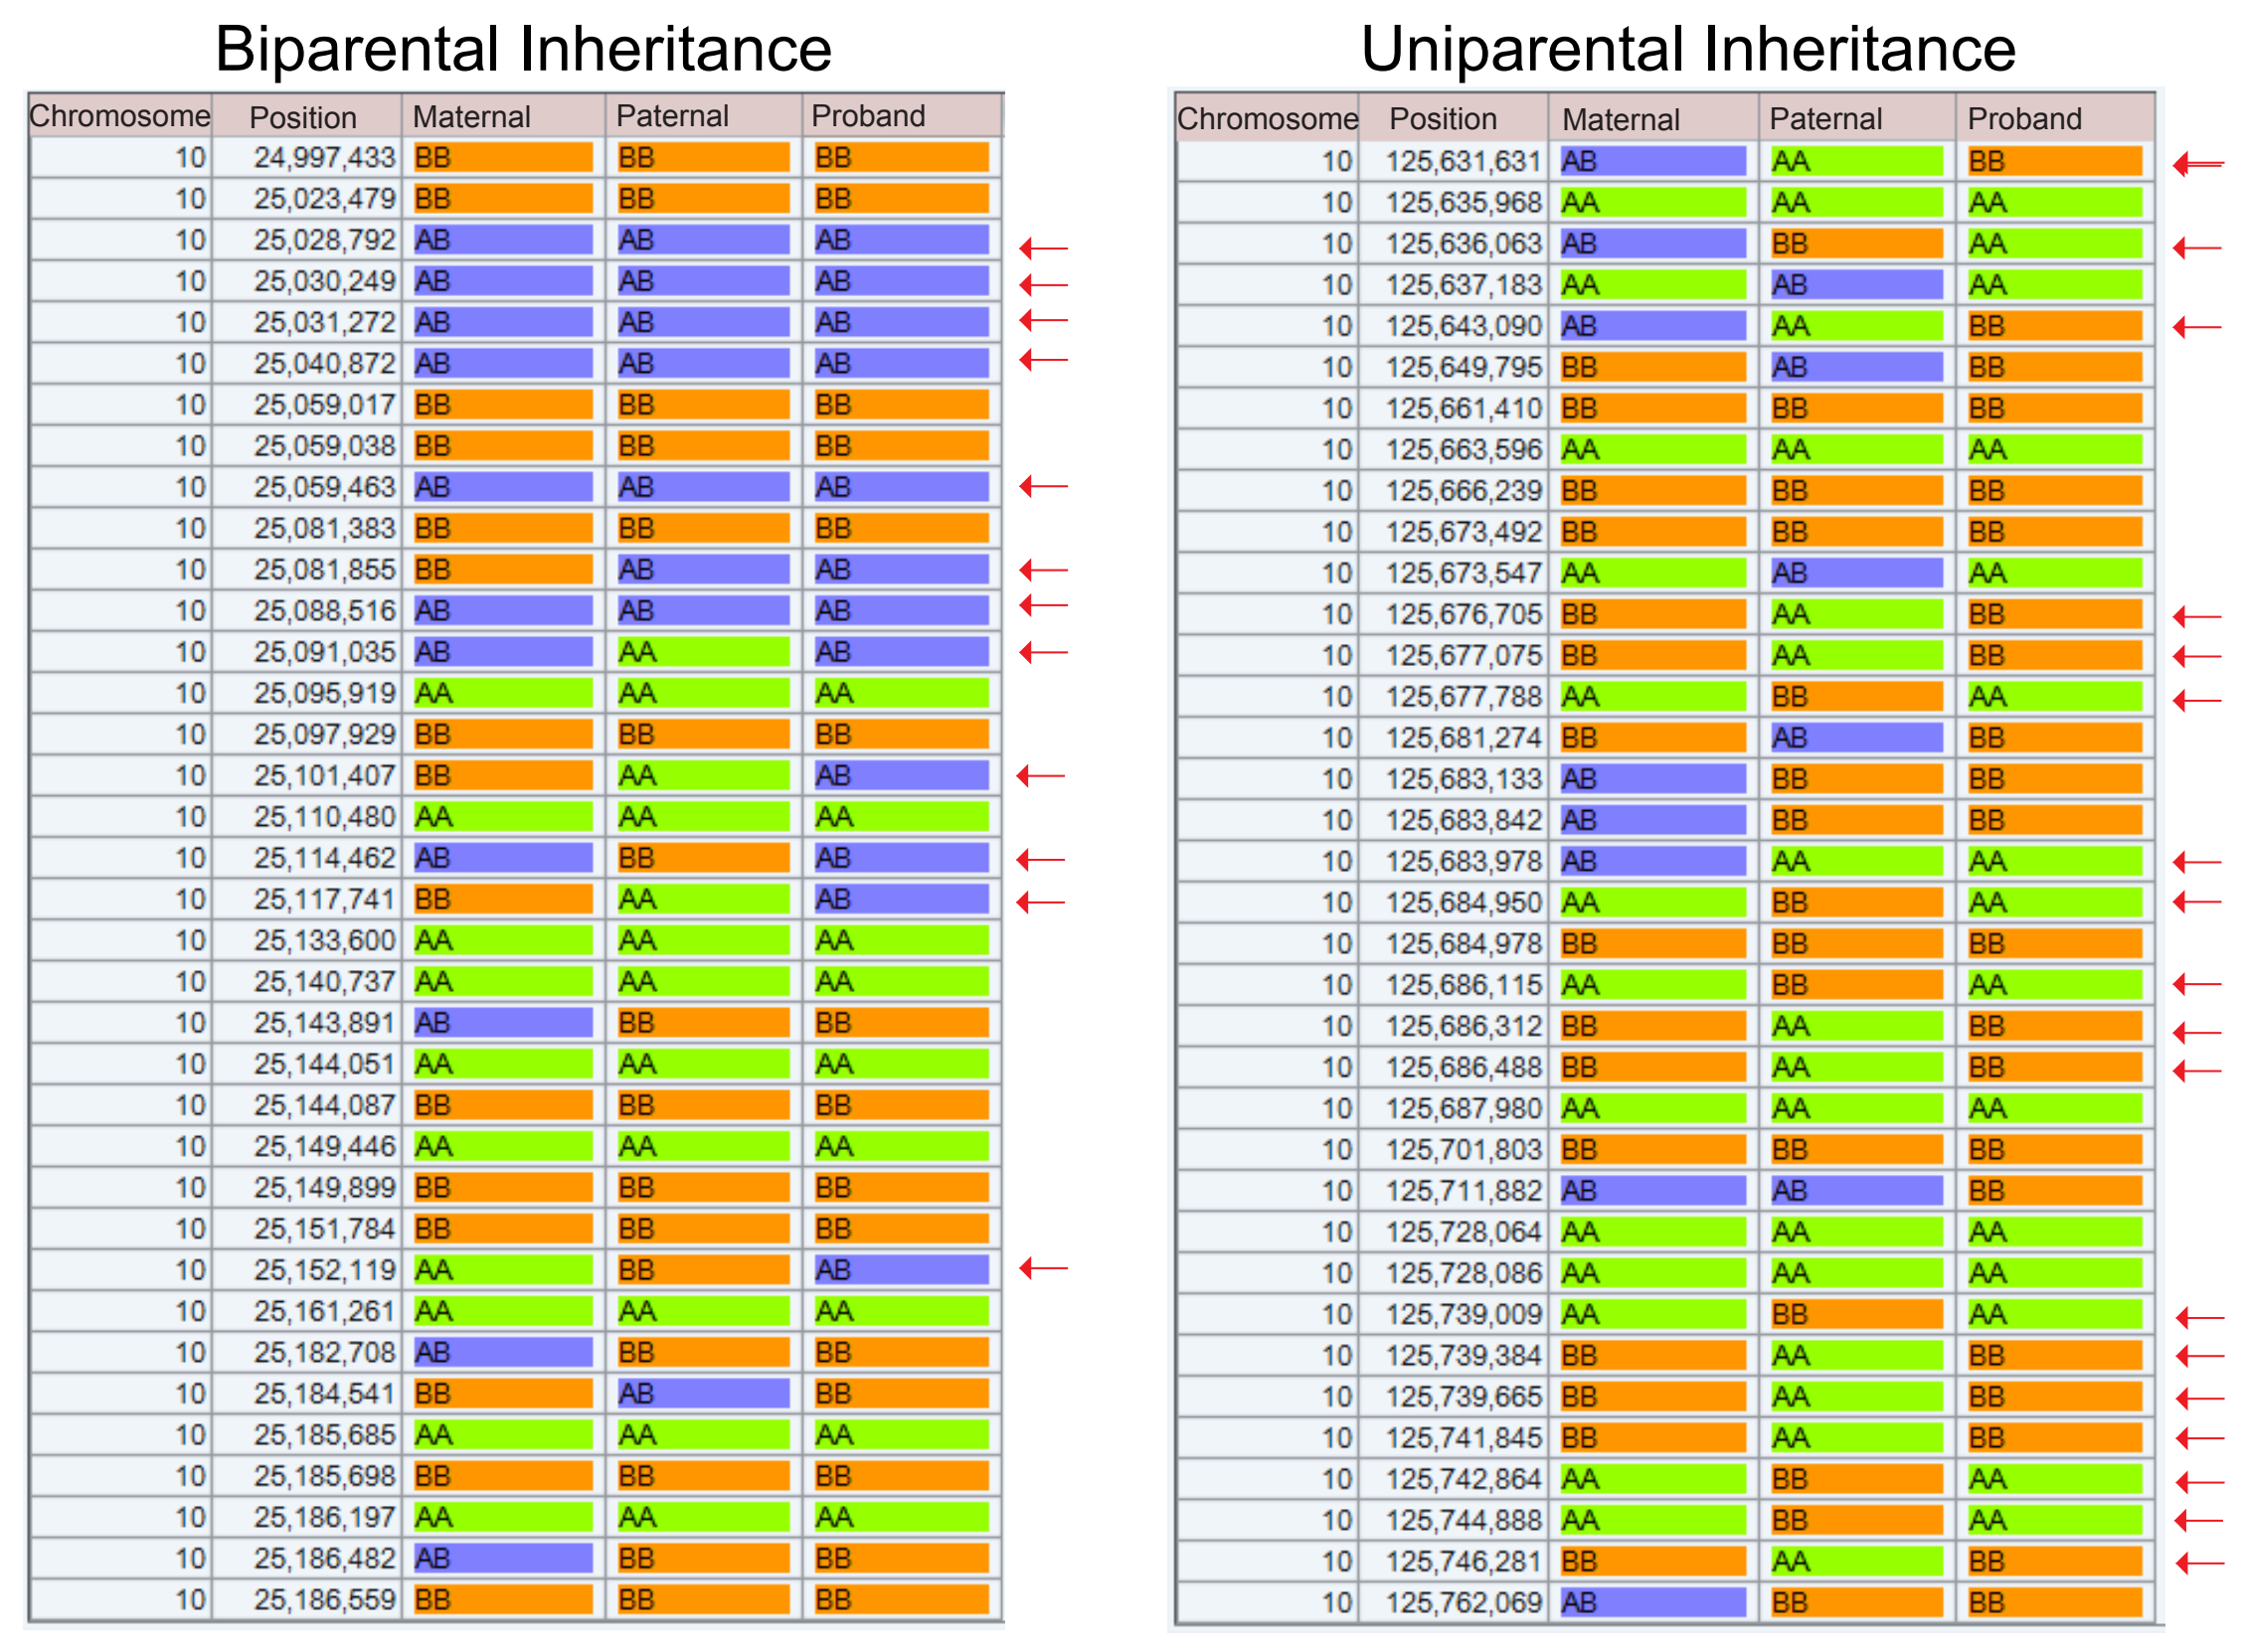 Biparental Inheritance
Chromosome Position Maternal Paternal Proband
10 24,997,433 BB BB BB
10 25,023,479 BB BB BB
10 25,028,792 AB AB AB
10 25,030,249 AB AB AB
10 25,031,272 AB AB AB
10 25,040,872 AB AB AB
10 25,059,017 BB BB BB
10 25,059,038 BB BB BB
10 25,059,463 AB AB AB
10 25,081,383 BB BB BB
10 25,081,855 BB AB AB
10 25,088,516 AB AB AB
10 25,091,035 AB AA AB
10 25,095,919 AA AA AA
10 25,097,929 BB BB BB
10 25,101,407 BB AA AB
10 25,110,480 AA AA AA
10 25,114,462 AB BB AB
10 25,117,741 BB AA AB
10 25,133,600 AA AA AA
10 25,140,737 AA AA AA
10 25,143,891 AB BB BB
10 25,144,051 AA AA AA
10 25,144,087 BB BB BB
10 25,149,446 AA AA AA
10 25,149,899 BB BB BB
10 25,151,784 BB BB BB
10 25,152,119 AA BB AB
10 25,161,261 AA AA AA
10 25,182,708 AB BB BB
10 25,184,541 BB AB BB
10 25,185,685 AA AA AA
10 25,185,698 BB BB BB
10 25,186,197 AA AA AA
10 25,186,482 AB BB BB
10 25,186,559 BB BB BB
Uniparental Inheritance
Chromosome Position Maternal Paternal Proband
10 125,631,631 AB AA BB
10 125,635,968 AA AA AA
10 125,636,063 AB BB AA
10 125,637,183 AA AB AA
10 125,643,090 AB AA BB
10 125,649,795 BB AB BB
10 125,661,410 BB BB BB
10 125,663,596 AA AA AA
10 125,666,239 BB BB BB
10 125,673,492 BB BB BB
10 125,673,547 AA AB AA
10 125,676,705 BB AA BB
10 125,677,075 BB AA BB
10 125,677,788 AA BB AA
10 125,681,274 BB AB BB
10 125,683,133 AB BB BB
10 125,683,842 AB BB BB
10 125,683,978 AB AA AA
10 125,684,950 AA BB AA
10 125,684,978 BB BB BB
10 125,686,115 AA BB AA
10 125,686,312 BB AA BB
10 125,686,488 BB AA BB
10 125,687,980 AA AA AA
10 125,701,803 BB BB BB
10 125,711,882 AB AB BB
10 125,728,064 AA AA AA
10 125,728,086 AA AA AA
10 125,739,009 AA BB AA
10 125,739,384 BB AA BB
10 125,739,665 BB AA BB
10 125,741,845 BB AA BB
10 125,742,864 AA BB AA
10 125,744,888 AA BB AA
10 125,746,281 BB AA BB
10 125,762,069 AB BB BB